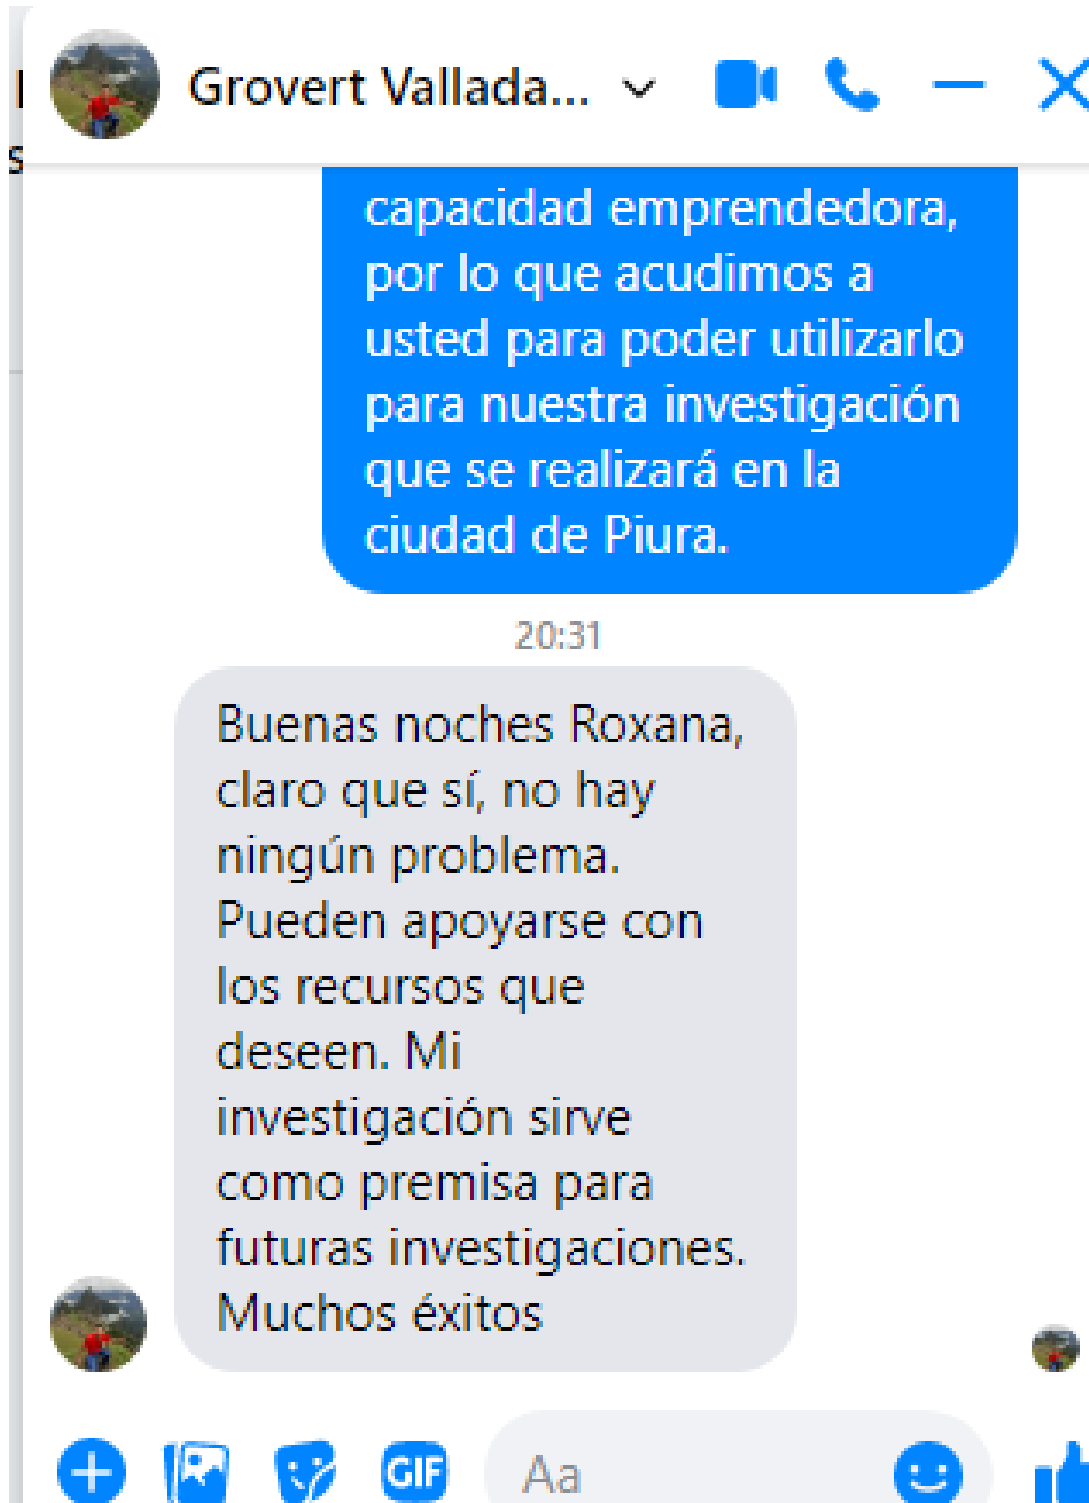 Grovert Vallada...
capacidad emprendedora,
por lo que acudimos a
usted para poder utilizarlo
para nuestra investigación
que se realizará en la
ciudad de Piura.
20:31
Buenas noches Roxana,
claro que sí, no hay
ningún problema.
Pueden apoyarse con
los recursos que
deseen. Mi
investigación sirve
como premisa para
futuras investigaciones.
Muchos éxitos
GIF
Aa